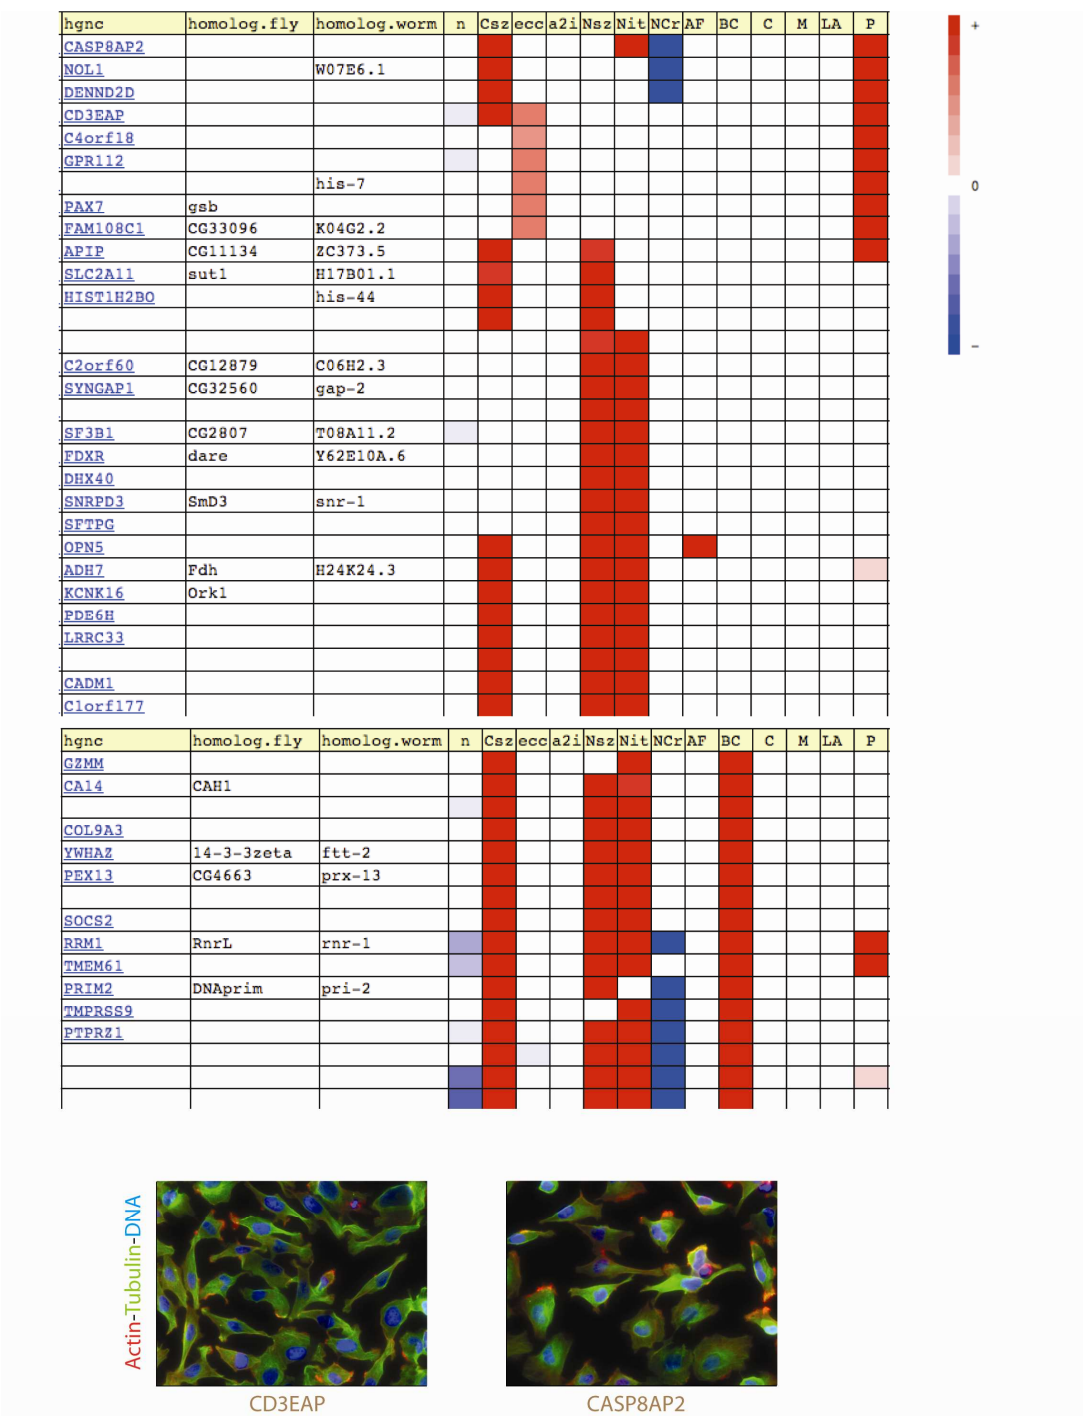 hgnc homolog.fly homolog.worm n Csz ecc a2i Nsz Nit NCr AF BC C M LA P
CASP8AP2
NOL1 W07E6.1
DENND2D
CD3EAP
C4orf18
GPR112
his-7
PAX7 gsb
FAM108C1 CG33096 K04G2.2
APIP CG11134 ZC373.5
SLC2A11 sut1 H17B01.1
HIST1H2BO his-44
C2orf60 CG12879 C06H2.3
SYNGAP1 CG32560 gap-2
SF3B1 CG2807 T08A11.2
FDXR dare Y62E10A.6
DHX40
SNRPD3 SmD3 snr-1
SFTPG
OPN5
ADH7 Fdh H24K24.3
KCNK16 Ork1
PDE6H
LRRC33
CADM1
C1orf177
+
0
−
hgnc homolog.fly homolog.worm n Csz ecc a2i Nsz Nit NCr AF BC C M LA P
GZMM
CA14 CAH1
COL9A3
YWHAZ 14-3-3zeta ftt-2
PEX13 CG4663 prx-13
SOCS2
RRM1 RnrL rnr-1
TMEM61
PRIM2 DNAprim pri-2
TMPRSS9
PTPRZ1
Actin-Tubulin-DNA
CD3EAP CASP8AP2